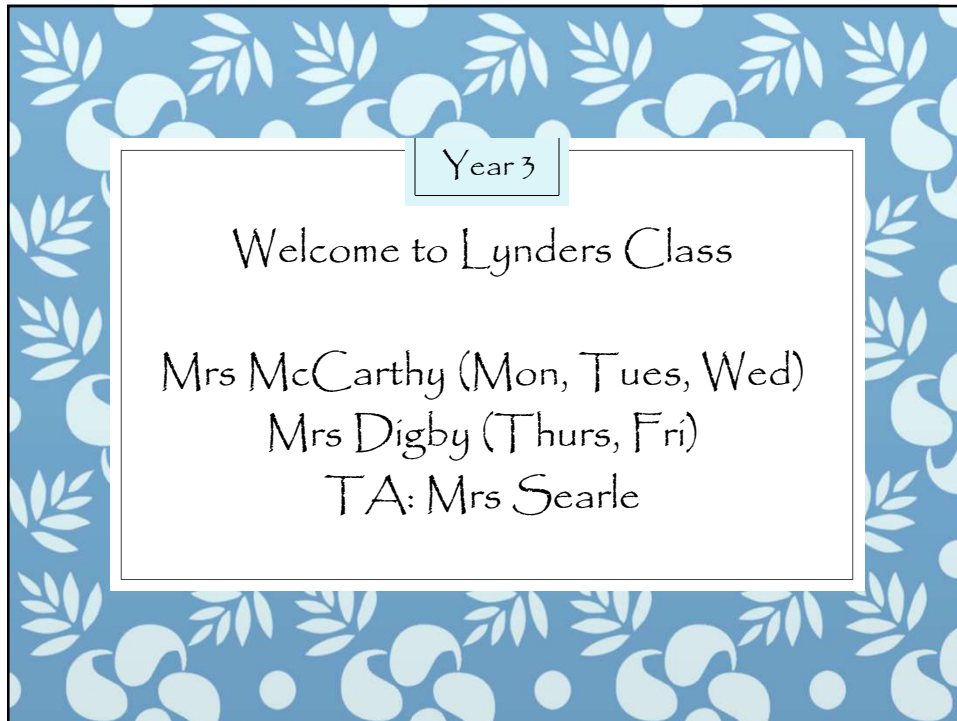 Year 3
Welcome to Lynders Class
Mrs McCarthy (Mon, Tues, Wed)
Mrs Digby (Thurs, Fri)
TA: Mrs Searle